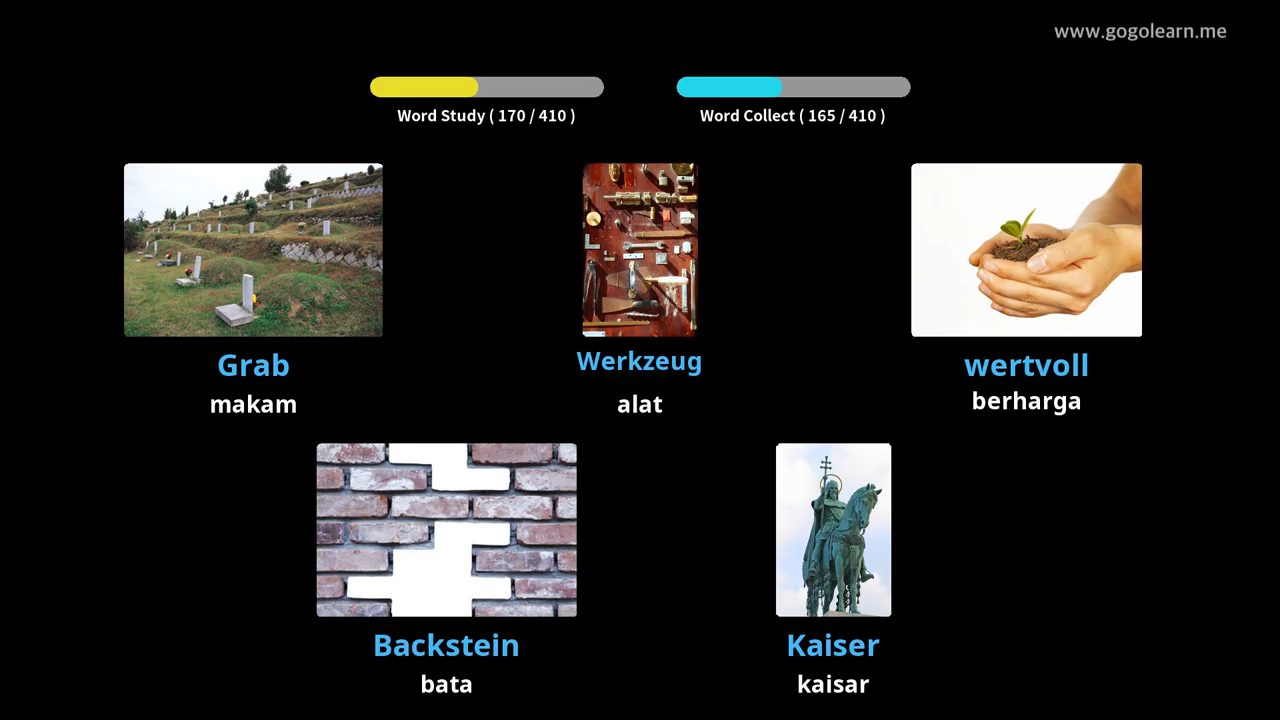 www.gogolearn.me
Word Study ( 170 / 410 )
Word Collect ( 165 / 410 )
Grab
makam
Werkzeug
alat
wertvoll
berharga
Backstein
bata
Kaiser
kaisar